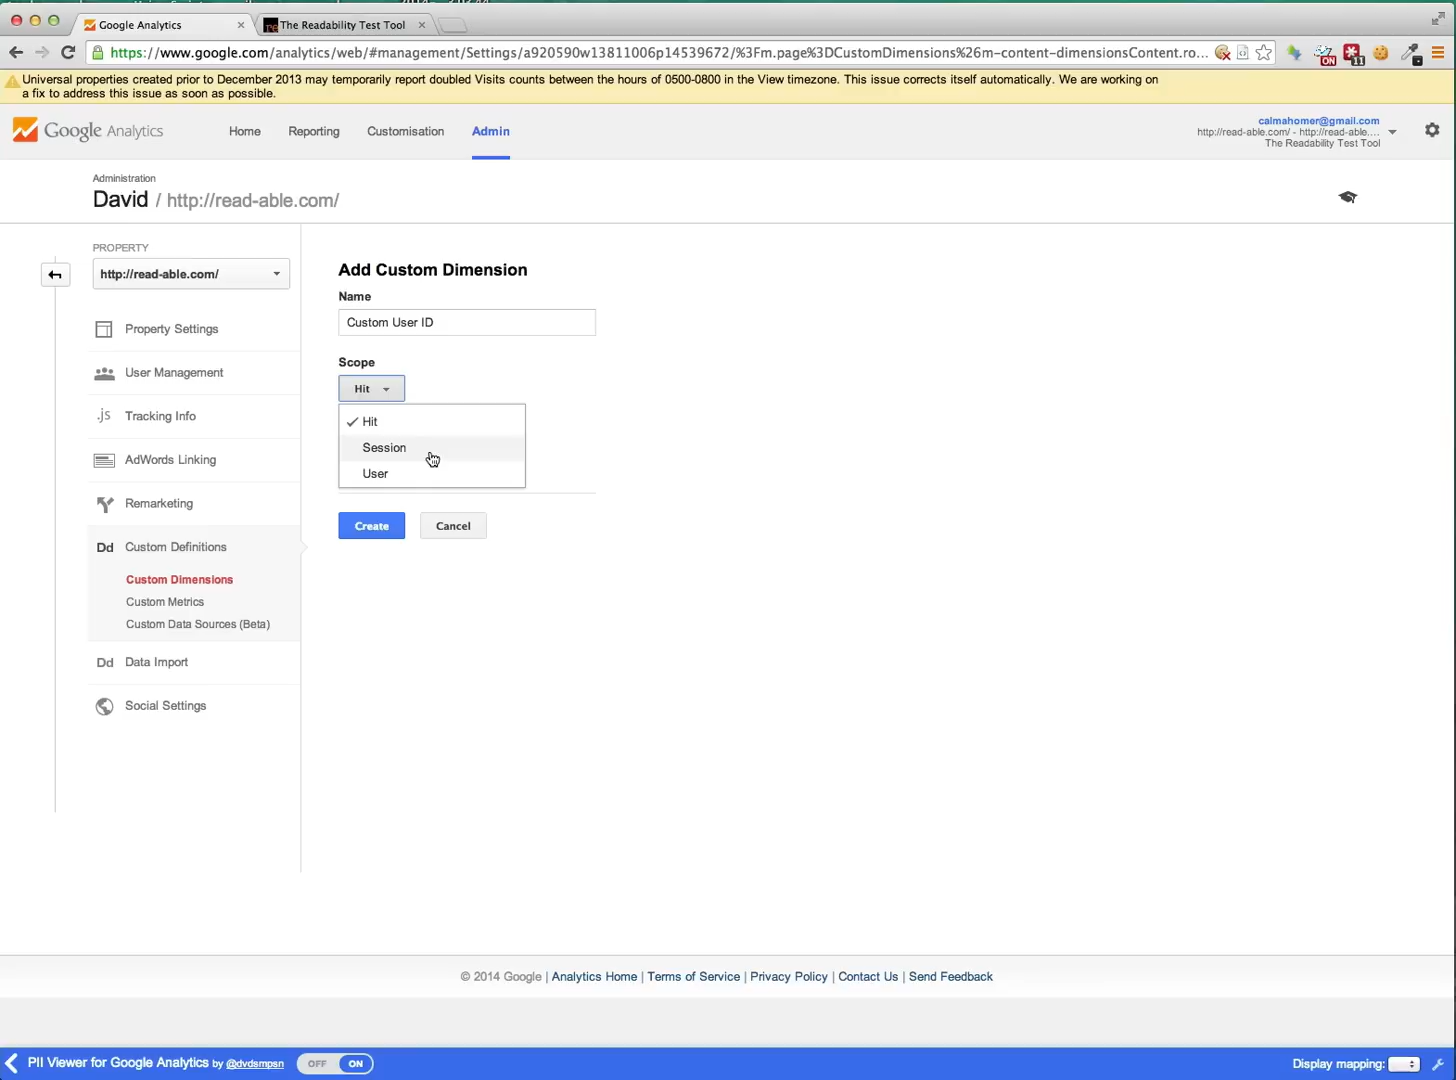 Google Analytics
The Readability Test Tool
https://www.google.com/analytics/web/#management/Settings/a920590w13811006p14539672/%3Fm.page%3DCustomDimensions%26m-content-dimensionsContent.ro...
ON
11
Universal properties created prior to December 2013 may temporarily report doubled Visits counts between the hours of 0500-0800 in the View timezone. This issue corrects itself automatically. We are working on
a fix to address this issue as soon as possible.
Google Analytics
Home
Reporting
Customisation
Admin
calmahomer@gmail.com
http://read-able.com/ - http://read-able....
The Readability Test Tool
Administration
David / http://read-able.com/
PROPERTY
http://read-able.com/
Property Settings
User Management
.js Tracking Info
AdWords Linking
Remarketing
Dd Custom Definitions
Custom Dimensions
Custom Metrics
Custom Data Sources (Beta)
Dd Data Import
Social Settings
Add Custom Dimension
Name
Custom User ID
Scope
Hit
Hit
Session
User
Create
Cancel
© 2014 Google | Analytics Home | Terms of Service | Privacy Policy | Contact Us | Send Feedback
PII Viewer for Google Analytics by @dvdsmpsn
OFF
ON
Display mapping: